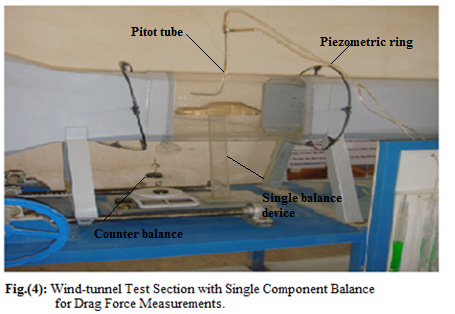 Pitot tube
Piezometric ring
Single balance
device
Counter balance
Fig.(4): Wind-tunnel Test Section with Single Component Balance
for Drag Force Measurements.